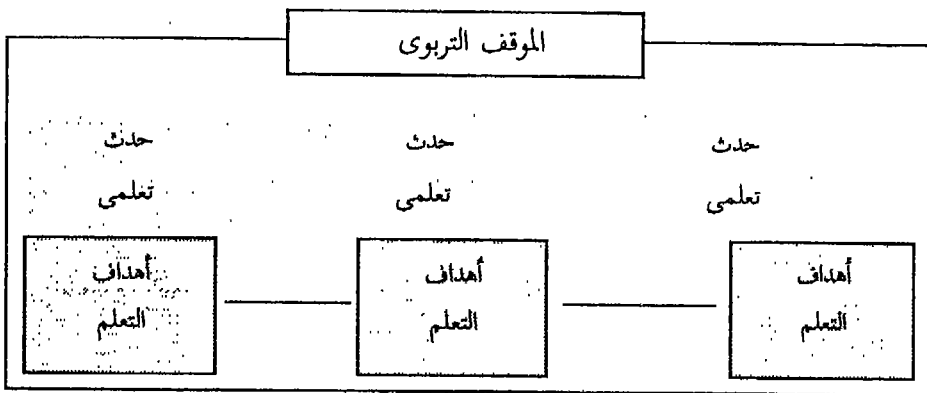 الموقف التربوى
حدث حدث حدث
تعلمى تعلمى تعلمى
أهداف أهداف أهداف
التعلم التعلم التعلم